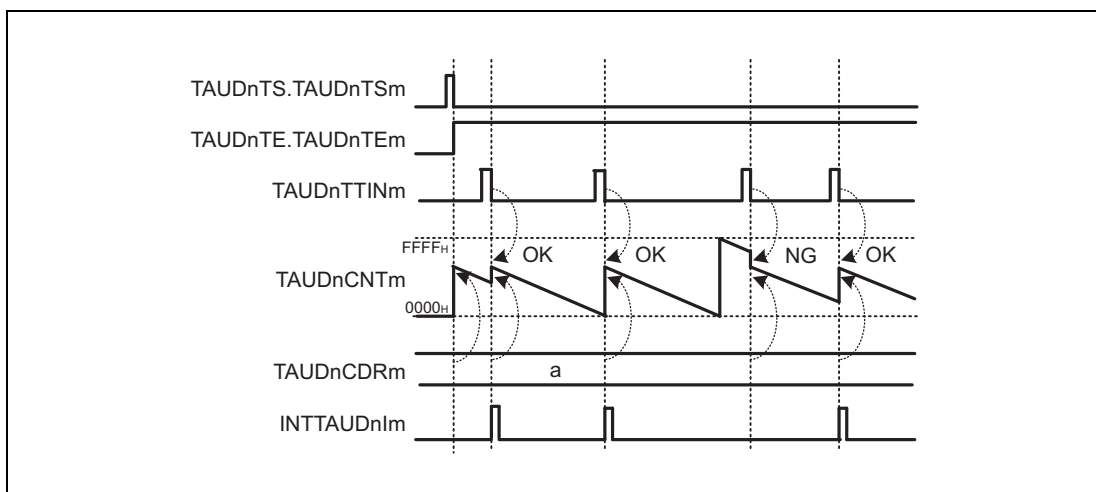 TAUDnTS.TAUDnTSm
TAUDnTE.TAUDnTEm
TAUDnTTINm
FFFFH
OK
OK
NG
OK
TAUDnCNTm
0000H
TAUDnCDRm
a
INTTAUDnIm